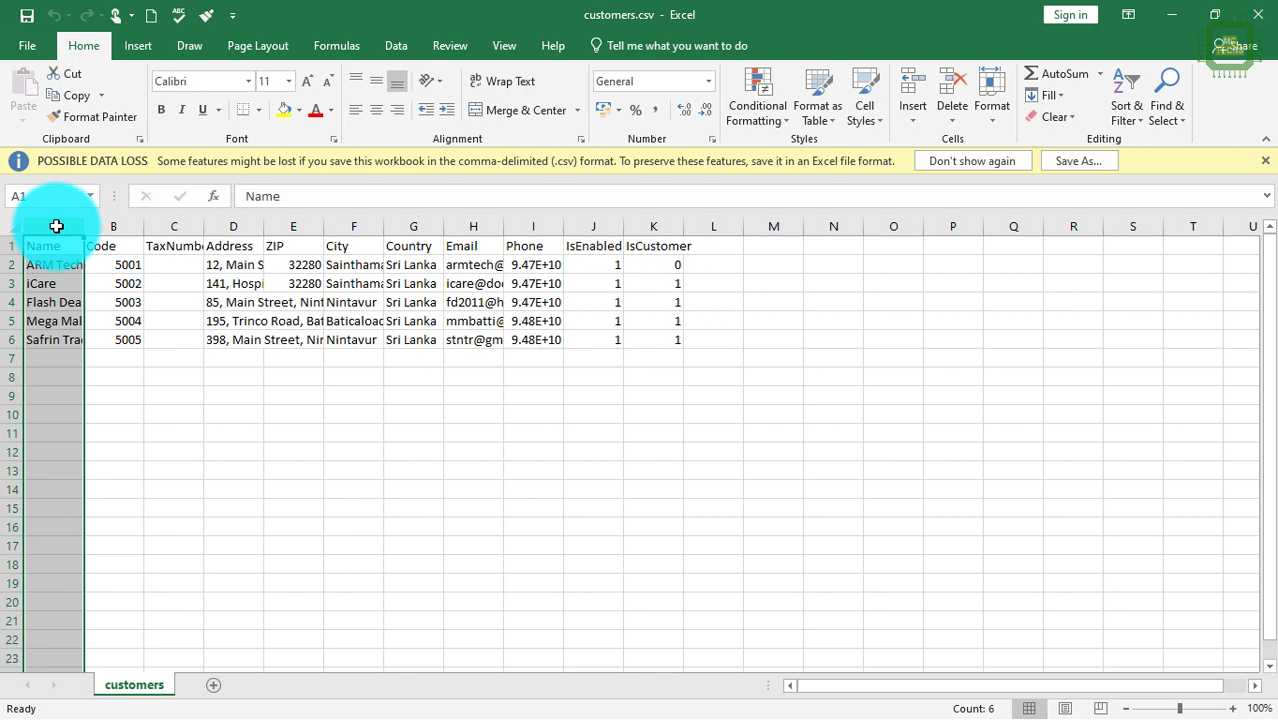 customers.csv - Excel
Sign in
File Home Insert Draw Page Layout Formulas Data Review View Help Tell me what you want to do Share
Paste
Cut
Copy
Format Painter
Clipboard
Calibri 11
B I U
Font
Wrap Text
Merge & Center
Alignment
General
Number
Conditional Formatting
Format as Table
Cell Styles
Styles
Insert Delete Format
Cells
AutoSum
Fill
Clear
Sort & Filter
Find & Select
Editing
POSSIBLE DATA LOSS Some features might be lost if you save this workbook in the comma-delimited (.csv) format. To preserve these features, save it in an Excel file format. Don't show again Save As...
A1 fx Name
B C D E F G H I J K L M N O P Q R S T U
1 Name Code TaxNumbe Address ZIP City Country Email Phone IsEnabled IsCustomer
2 ARM Tech 5001 12, Main S 32280 Sainthama Sri Lanka armtech@ 9.47E+10 1 0
3 iCare 5002 141, Hospi 32280 Sainthama Sri Lanka icare@do 9.47E+10 1 1
4 Flash Dea 5003 85, Main Street, Nint Nintavur Sri Lanka fd2011@h 9.47E+10 1 1
5 Mega Mal 5004 195, Trinco Road, Bat Baticaload Sri Lanka mmbatti@ 9.48E+10 1 1
6 Safrin Tra 5005 398, Main Street, Nin Nintavur Sri Lanka stntr@gm 9.48E+10 1 1
7
8
9
10
11
12
13
14
15
16
17
18
19
20
21
22
23
customers
Ready Count: 6 100%